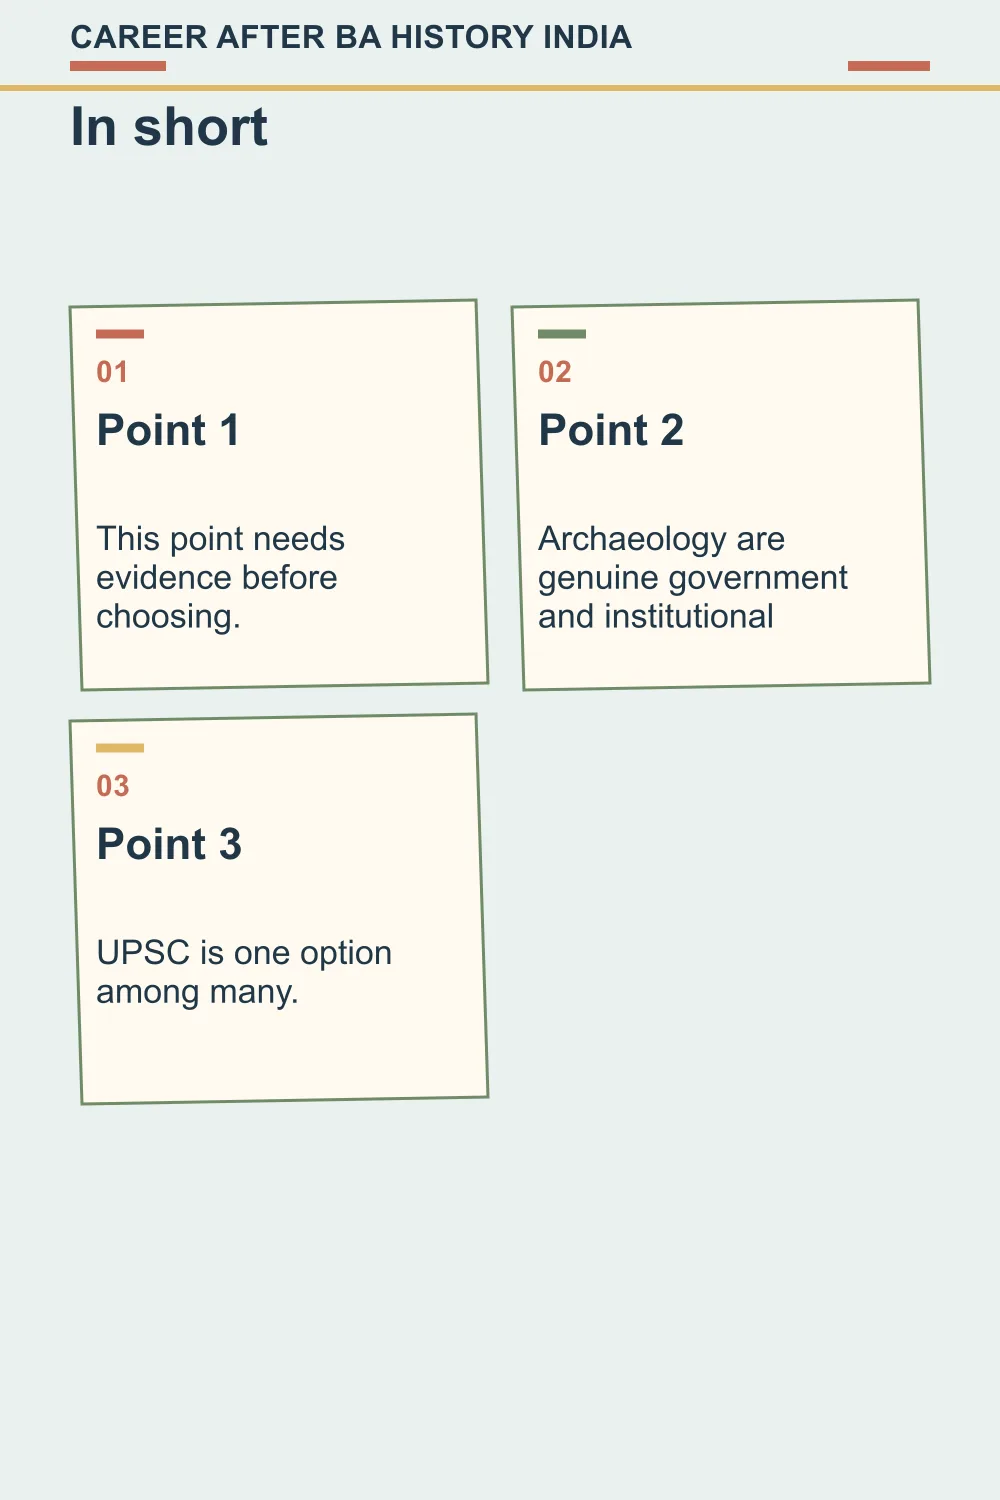 CAREER AFTER BA HISTORY INDIA
In short
01
Point 1
This point needs
evidence before
choosing.
02
Point 2
Archaeology are
genuine government
and institutional
03
Point 3
UPSC is one option
among many.